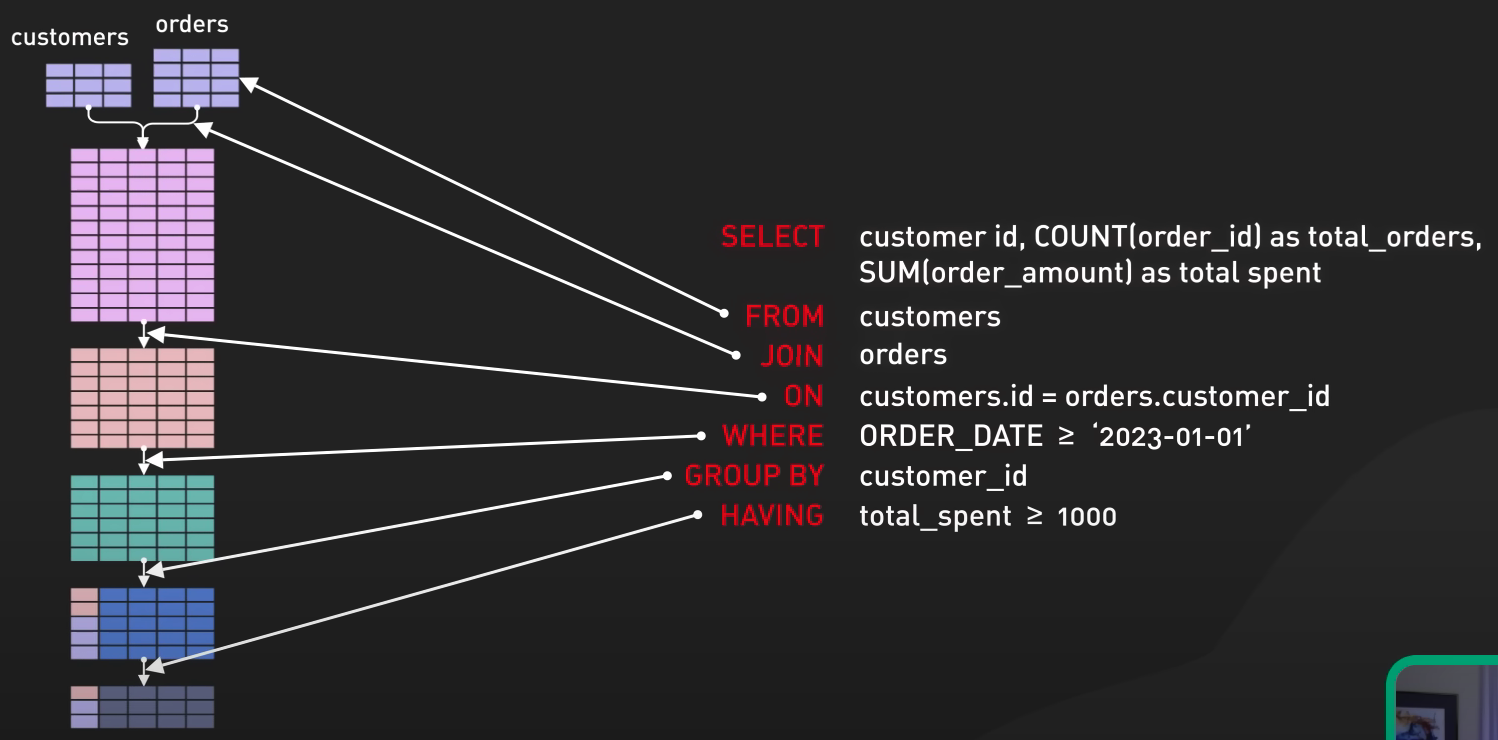 customers
orders
SELECT customer id, COUNT(order_id) as total_orders,
SUM(order_amount) as total spent
FROM customers
JOIN orders
ON customers.id = orders.customer_id
WHERE ORDER_DATE ≥ ‘2023-01-01’
GROUP BY customer_id
HAVING total_spent ≥ 1000